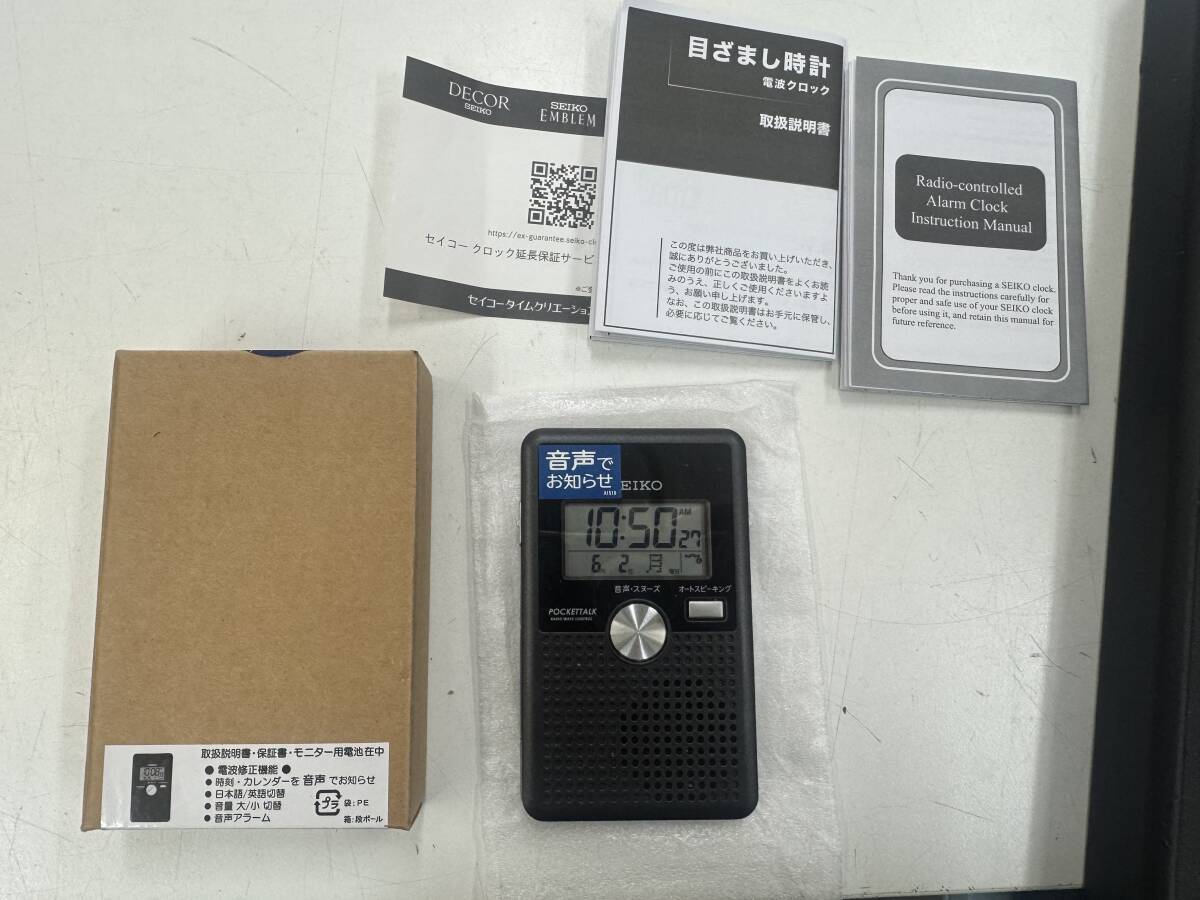 DECOR
SEIKO
SEIKO
EMBLEM
https://ex-guarantee.seiko-cl
セイコー クロック延長保証サービ
※ご
セイコータイムクリエーショ
目ざまし時計
電波クロック
取扱説明書
この度は弊社商品をお買い上げいただき、
誠にありがとうございました。
ご使用の前にこの取扱説明書をよくお読
みのうえ、正しくご使用くださいますよ
う、お願い申し上げます。
なお、この取扱説明書はお手元に保管し、
必要に応じてご覧ください。
Radio-controlled
Alarm Clock
Instruction Manual
Thank you for purchasing a SEIKO clock.
Please read the instructions carefully for
proper and safe use of your SEIKO clock
before using it, and retain this manual for
future reference.
音声で
お知らせ
EIKO
10:50 AM 27
6月 2日 月 曜日
音声・スヌーズ
オートスピーキング
POCKETTALK
RADIO WAVE CONTROL
取扱説明書・保証書・モニター用電池在中
● 電波修正機能 ●
● 時刻・カレンダーを 音声 でお知らせ
● 日本語/英語切替
● 音量 大/小 切替
● 音声アラーム
プラ
袋:PE
箱:段ボール